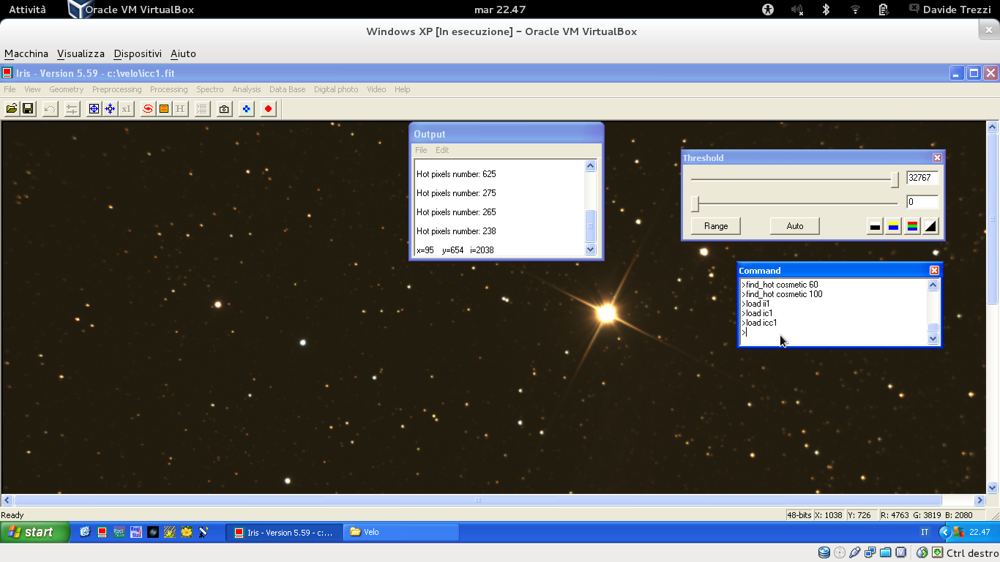 Attività Oracle VM VirtualBox mar 22.47 Davide Trezzi
Windows XP [In esecuzione] - Oracle VM VirtualBox
Macchina Visualizza Dispositivi Aiuto
Iris - Version 5.59 - c:\velo\icc1.fit
File View Geometry Preprocessing Processing Spectro Analysis Data Base Digital photo Video Help
x1 H
Output
File Edit
Hot pixels number: 625
Hot pixels number: 275
Hot pixels number: 265
Hot pixels number: 238
x=95 y=654 i=2038
Threshold
32767
0
Range Auto
Command
>find_hot cosmetic 60
>find_hot cosmetic 100
>load ii1
>load ic1
>load icc1
>
Ready 48-bits X: 1038 Y: 726 R: 4763 G: 3819 B: 2080
start Iris - Version 5.59 - c:... Velo IT 22.47
Ctrl destro